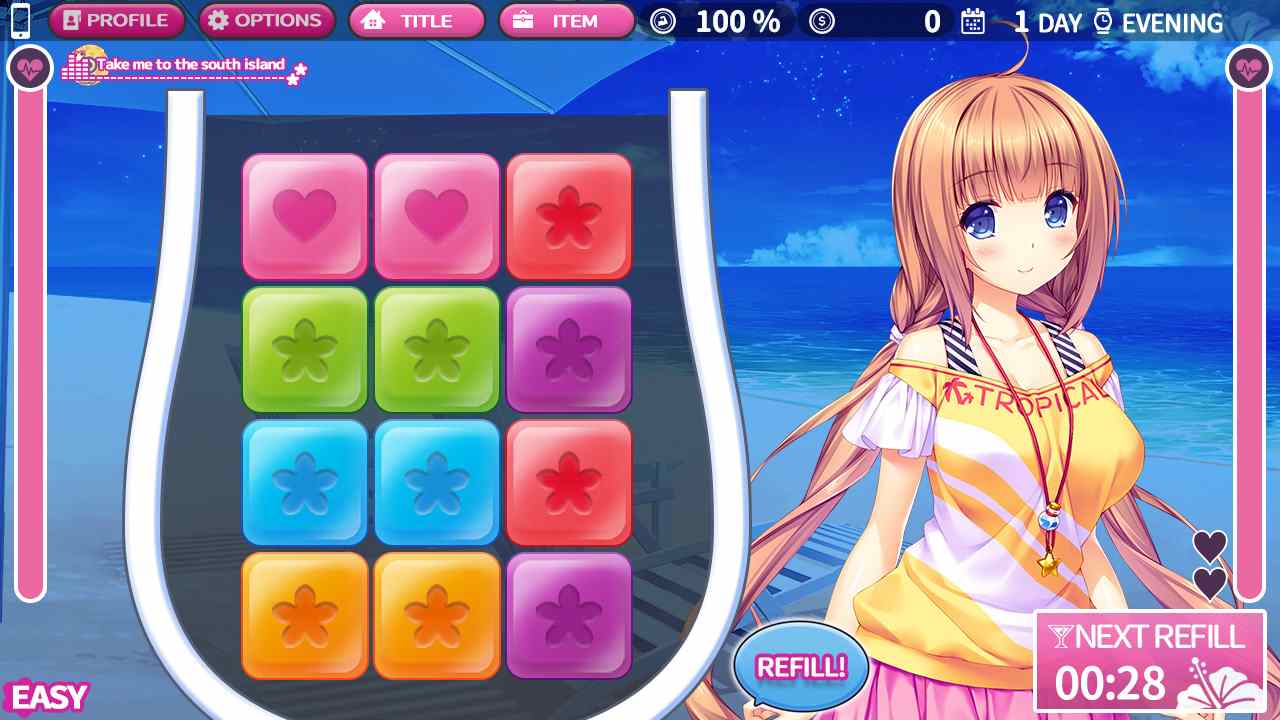 PROFILE
OPTIONS
TITLE
ITEM
100 %
0
1 DAY
EVENING
Take me to the south island
TROPICAL
REFILL!
NEXT REFILL
00:28
EASY